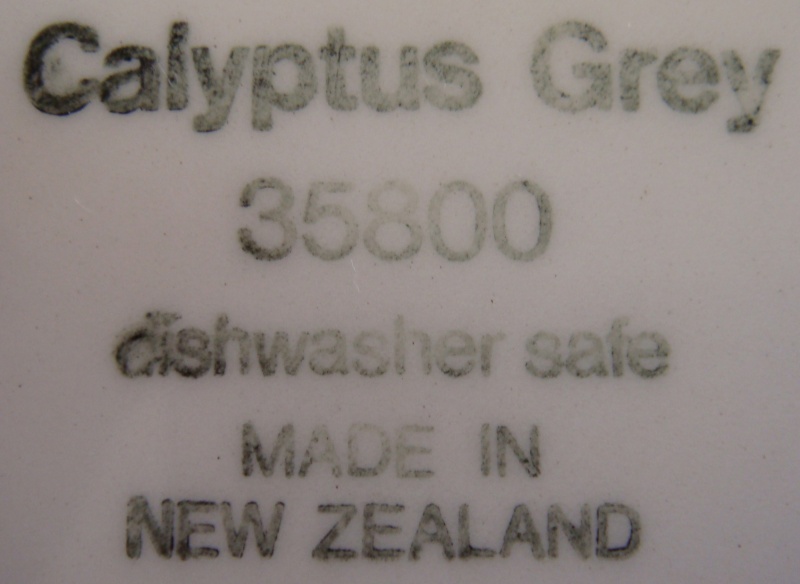 Calyptus Grey
35800
dishwasher safe
MADE IN
NEW ZEALAND